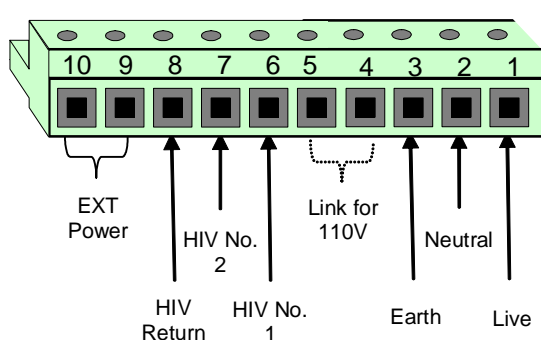 10 9 8 7 6 5 4 3 2 1
EXT
Power
HIV No.
2
Link for
110V
Neutral
HIV
Return
HIV No.
1
Earth
Live